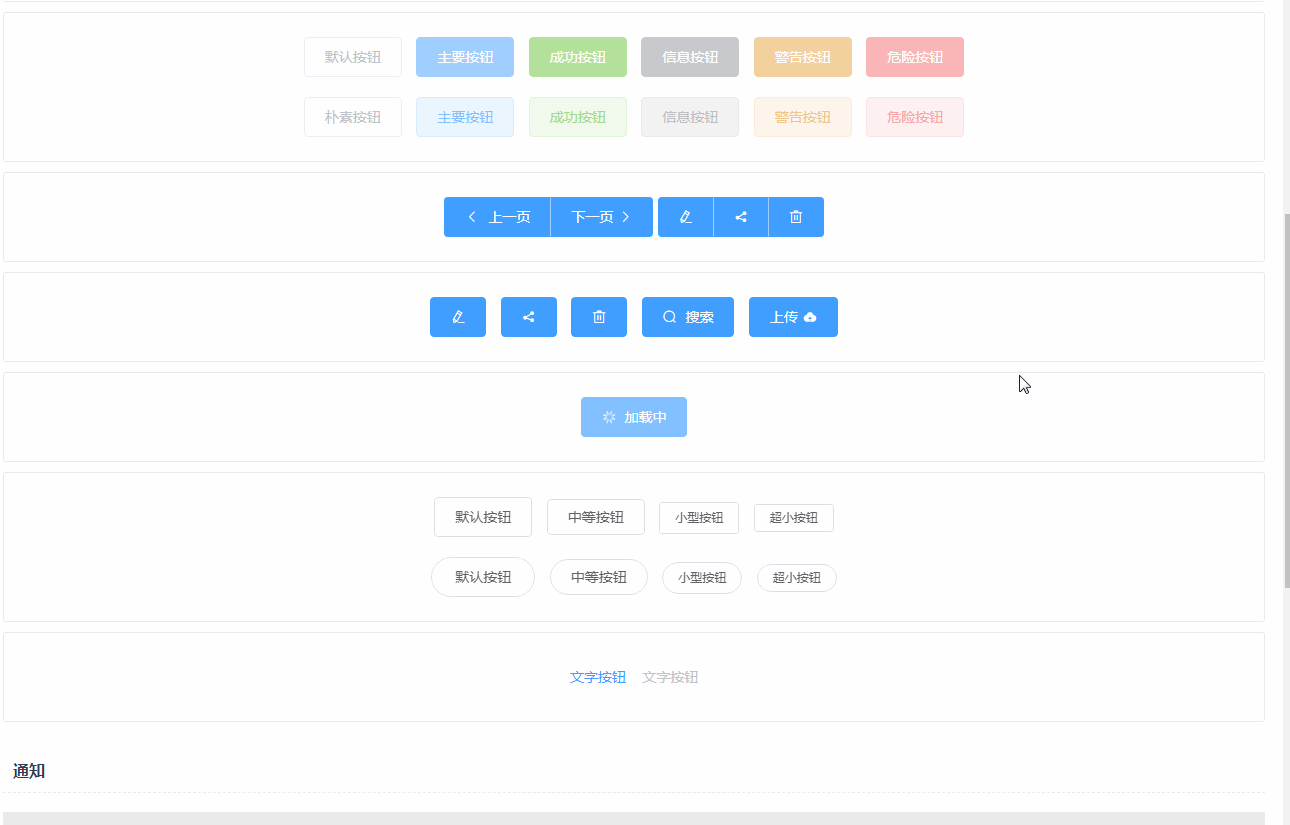 默认按钮 主要按钮 成功按钮 信息按钮 警告按钮 危险按钮
朴素按钮 主要按钮 成功按钮 信息按钮 警告按钮 危险按钮
上一页 下一页
搜索 上传
加载中
默认按钮 中等按钮 小型按钮 超小按钮
默认按钮 中等按钮 小型按钮 超小按钮
文字按钮 文字按钮
通知